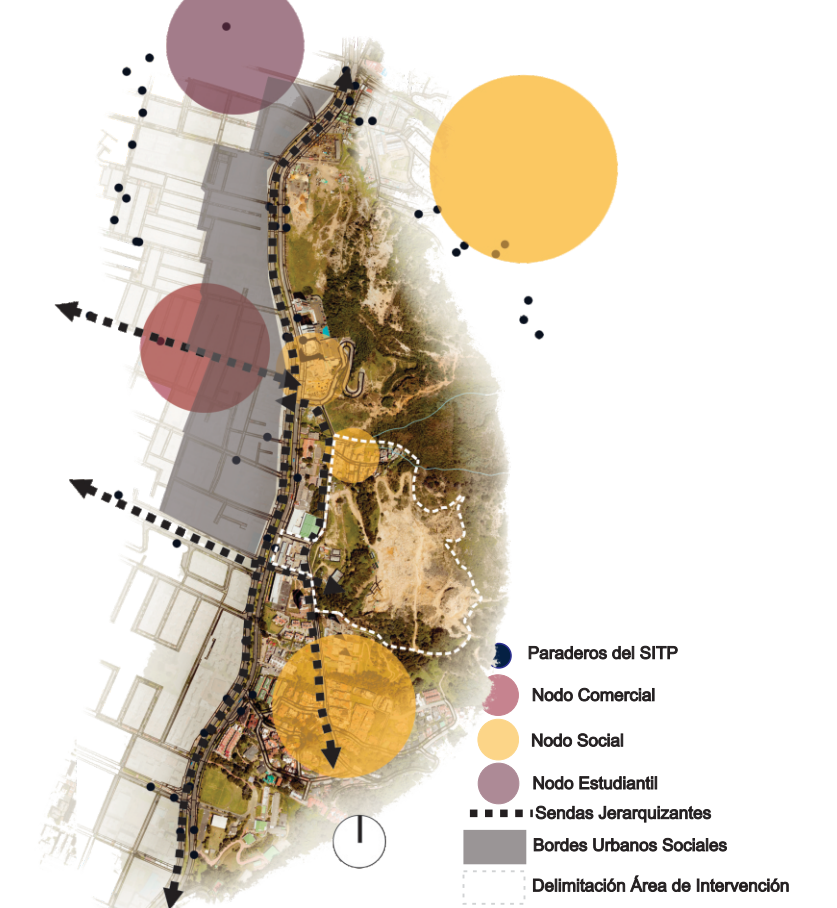 Paraderos del SITP
Nodo Comercial
Nodo Social
Nodo Estudiantil
Sendas Jerarquizantes
Bordes Urbanos Sociales
Delimitación Área de Intervención